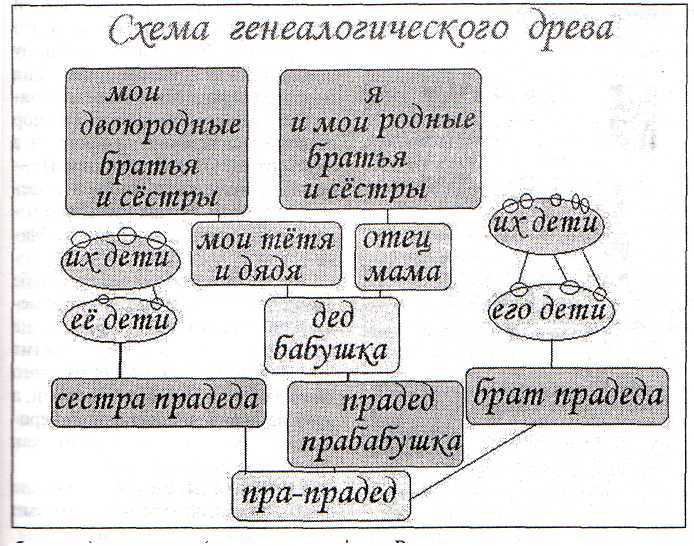 Схема генеалогического древа
мои
двоюродные
братья
и сёстры
я
и мои родные
братья
и сёстры
их дети
мои тётя
и дядя
отец
мама
их дети
её дети
дед
бабушка
его дети
сестра прадеда
прадед
прабабушка
брат прадеда
пра-прадед